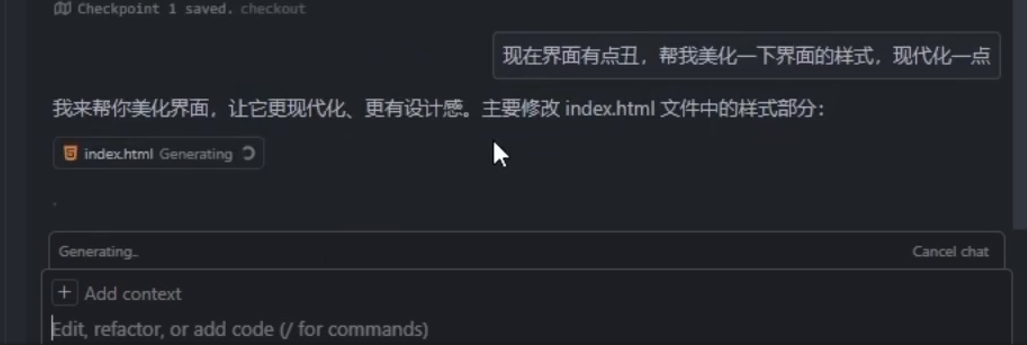 Checkpoint 1 saved. checkout
现在界面有点丑，帮我美化一下界面的样式，现代化一点
我来帮你美化界面，让它更现代化、更有设计感。主要修改 index.html 文件中的样式部分：
index.html Generating
Generating..
Cancel chat
+ Add context
Edit, refactor, or add code (/ for commands)